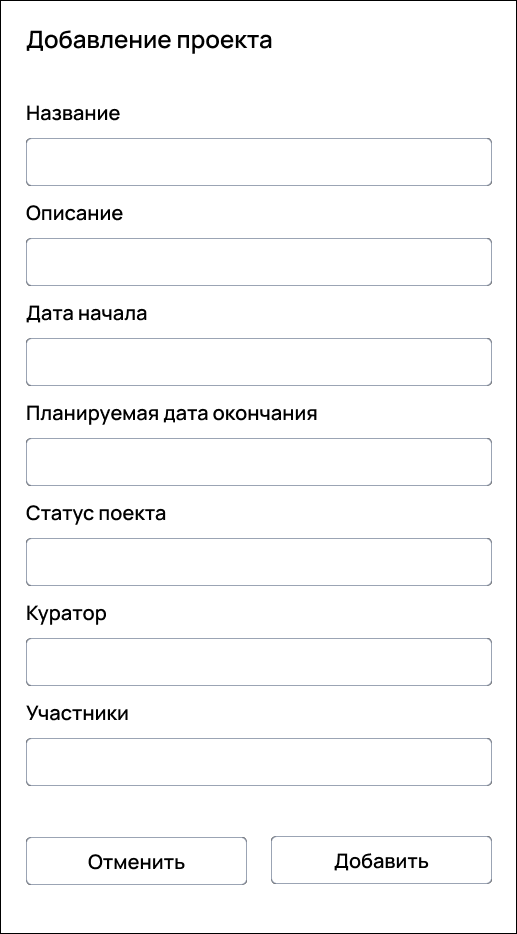 Добавление проекта
Название
Описание
Дата начала
Планируемая дата окончания
Статус поекта
Куратор
Участники
Отменить
Добавить